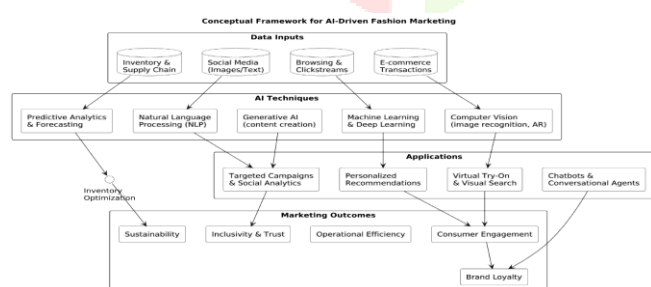 Conceptual Framework for AI-Driven Fashion Marketing
Data Inputs
Inventory &
Supply Chain
Social Media
(Images/Text)
Browsing &
Clickstreams
E-commerce
Transactions
AI Techniques
Predictive Analytics
& Forecasting
Natural Language
Processing (NLP)
Generative AI
(content creation)
Machine Learning
& Deep Learning
Computer Vision
(image recognition, AR)
Applications
Targeted Campaigns
& Social Analytics
Personalized
Recommendations
Virtual Try-On
& Visual Search
Chatbots &
Conversational Agents
Inventory
Optimization
Marketing Outcomes
Sustainability
Inclusivity & Trust
Operational Efficiency
Consumer Engagement
Brand Loyalty